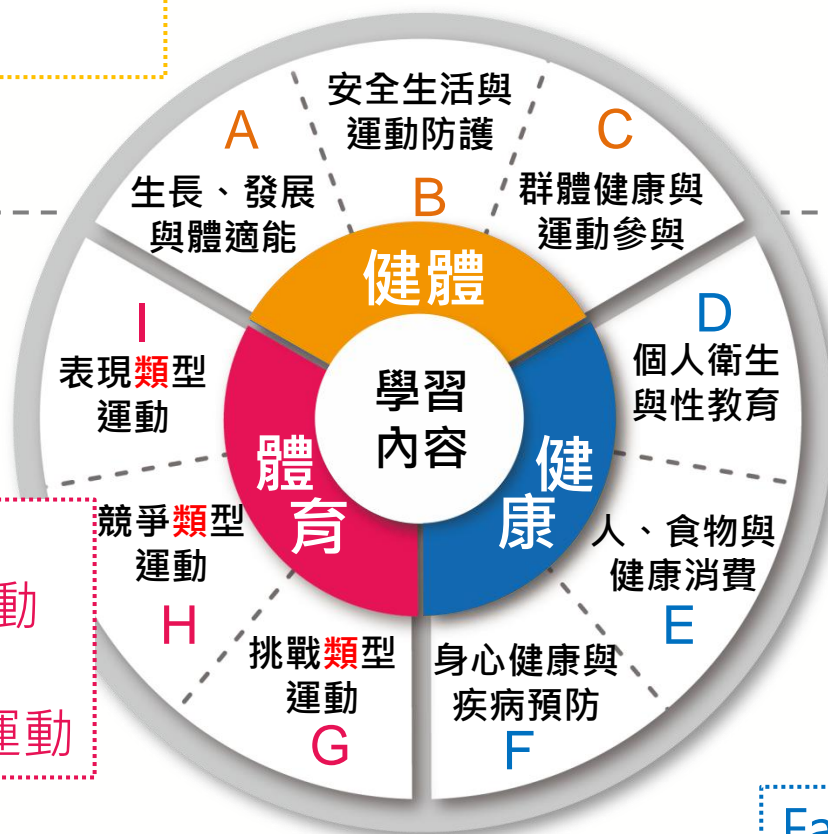 A
生長、發展
與體適能
安全生活與
運動防護
B
C
群體健康與
運動參與
健體
D
個人衛生
與性教育
I
表現類型
運動
學習
內容
體育
健康
競爭類型
運動
H
人、食物與
健康消費
E
挑戰類型
運動
G
身心健康與
疾病預防
F
動
運動
Fa